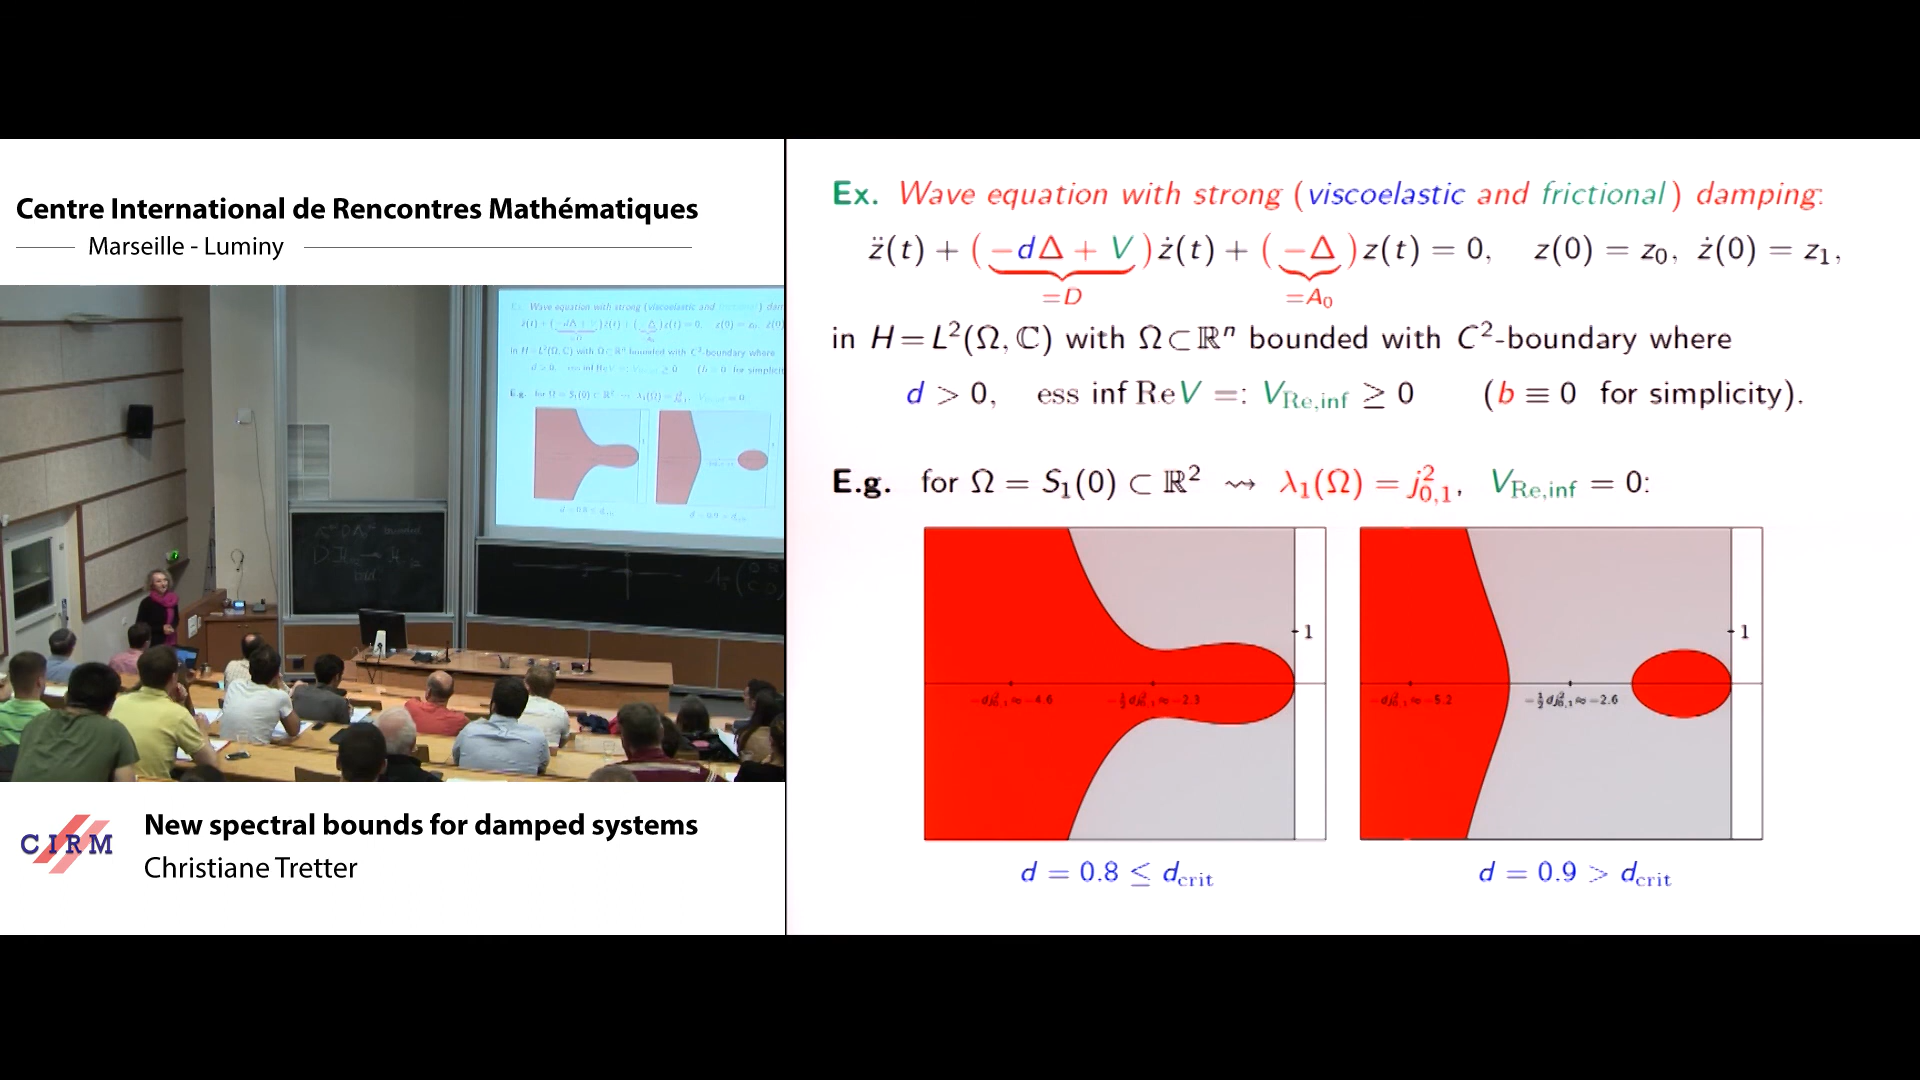 Centre International de Rencontres Mathématiques
Marseille - Luminy
CIRM
New spectral bounds for damped systems
Christiane Tretter
Ex. Wave equation with strong (viscoelastic and frictional) damping:
z̈(t) + (−dΔ + V)ż(t) + (−Δ)z(t) = 0, z(0) = z₀, ż(0) = z₁,
=D =A₀
in H = L²(Ω, ℂ) with Ω ⊂ ℝⁿ bounded with C²-boundary where
d > 0, ess inf Re V =: V_Re,inf ≥ 0 (b ≡ 0 for simplicity).
E.g. for Ω = S₁(0) ⊂ ℝ² ⇝ λ₁(Ω) = j²₀,₁, V_Re,inf = 0:
1
−dj²₀,₁ ≈ −4.6 −½dj²₀,₁ ≈ −2.3
1
−dj²₀,₁ ≈ −5.2 −½dj²₀,₁ ≈ −2.6
d = 0.8 ≤ d_crit
d = 0.9 > d_crit